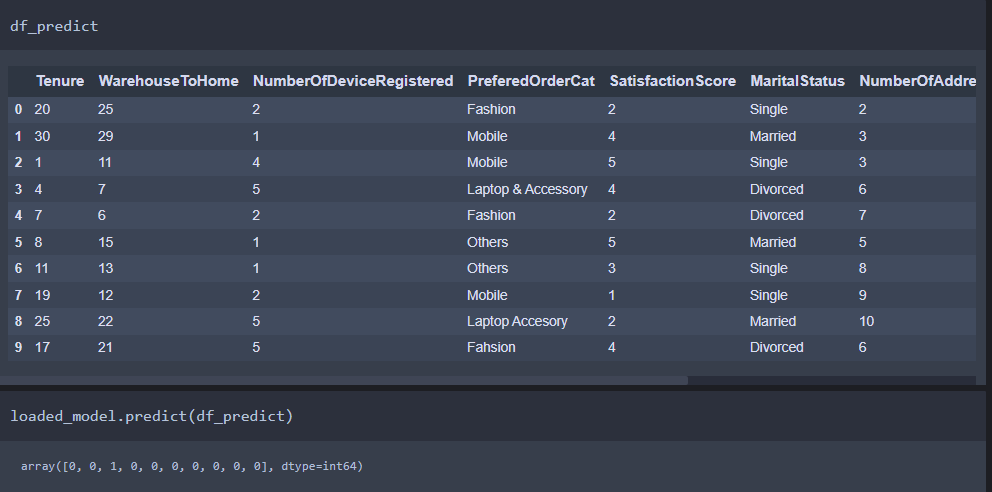 df_predict
Tenure WarehouseToHome NumberOfDeviceRegistered PreferedOrderCat SatisfactionScore MaritalStatus NumberOfAddre
0 20 25 2 Fashion 2 Single 2
1 30 29 1 Mobile 4 Married 3
2 1 11 4 Mobile 5 Single 3
3 4 7 5 Laptop & Accessory 4 Divorced 6
4 7 6 2 Fashion 2 Divorced 7
5 8 15 1 Others 5 Married 5
6 11 13 1 Others 3 Single 8
7 19 12 2 Mobile 1 Single 9
8 25 22 5 Laptop Accesory 2 Married 10
9 17 21 5 Fahsion 4 Divorced 6
loaded_model.predict(df_predict)
array([0, 0, 1, 0, 0, 0, 0, 0, 0, 0], dtype=int64)